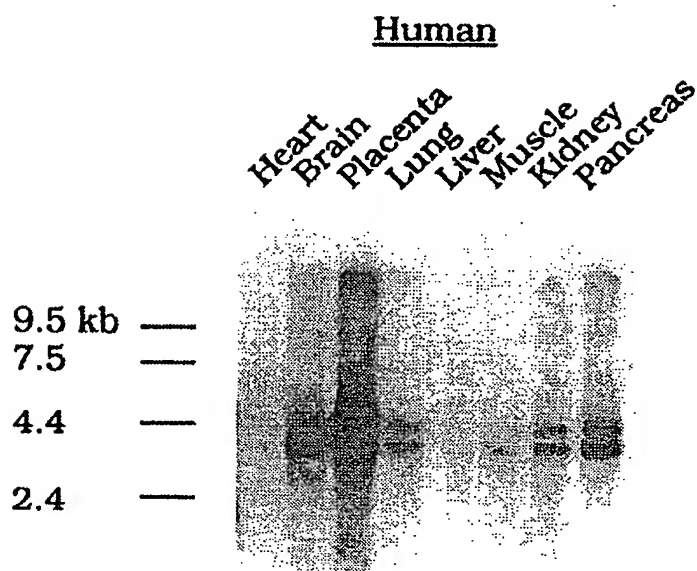 Human
Heart
Brain
Placenta
Lung
Liver
Muscle
Kidney
Pancreas
9.5 kb
7.5
4.4
2.4